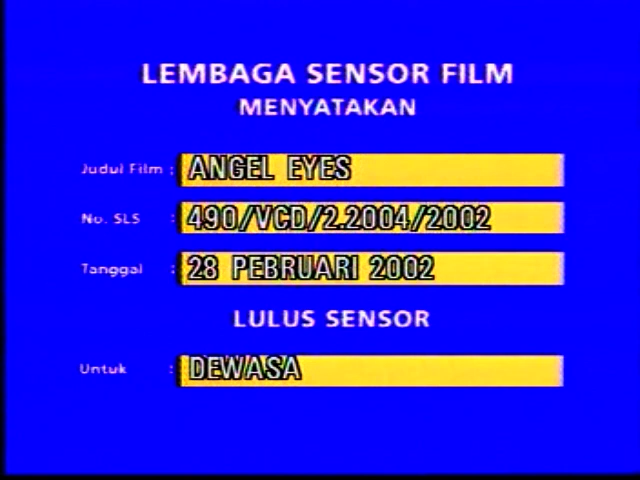 LEMBAGA SENSOR FILM
MENYATAKAN
Judul Film : ANGEL EYES
No. SLS : 490/VCD/2.2004/2002
Tanggal : 28 PEBRUARI 2002
LULUS SENSOR
Untuk : DEWASA